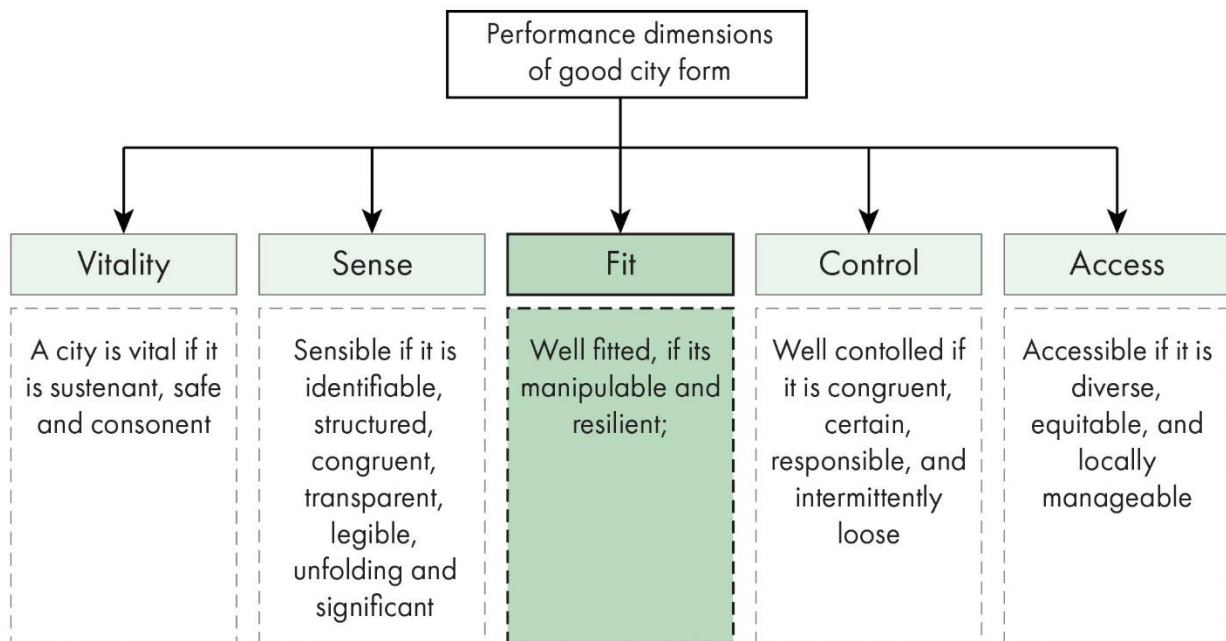 Performance dimensions
of good city form
Vitality
A city is vital if it
is sustenant, safe
and consonent
Sense
Sensible if it is
identifiable,
structured,
congruent,
transparent,
legible,
unfolding and
significant
Fit
Well fitted, if its
manipulable and
resilient;
Control
Well contolled if
it is congruent,
certain,
responsible, and
intermittently
loose
Access
Accessible if it is
diverse,
equitable, and
locally
manageable